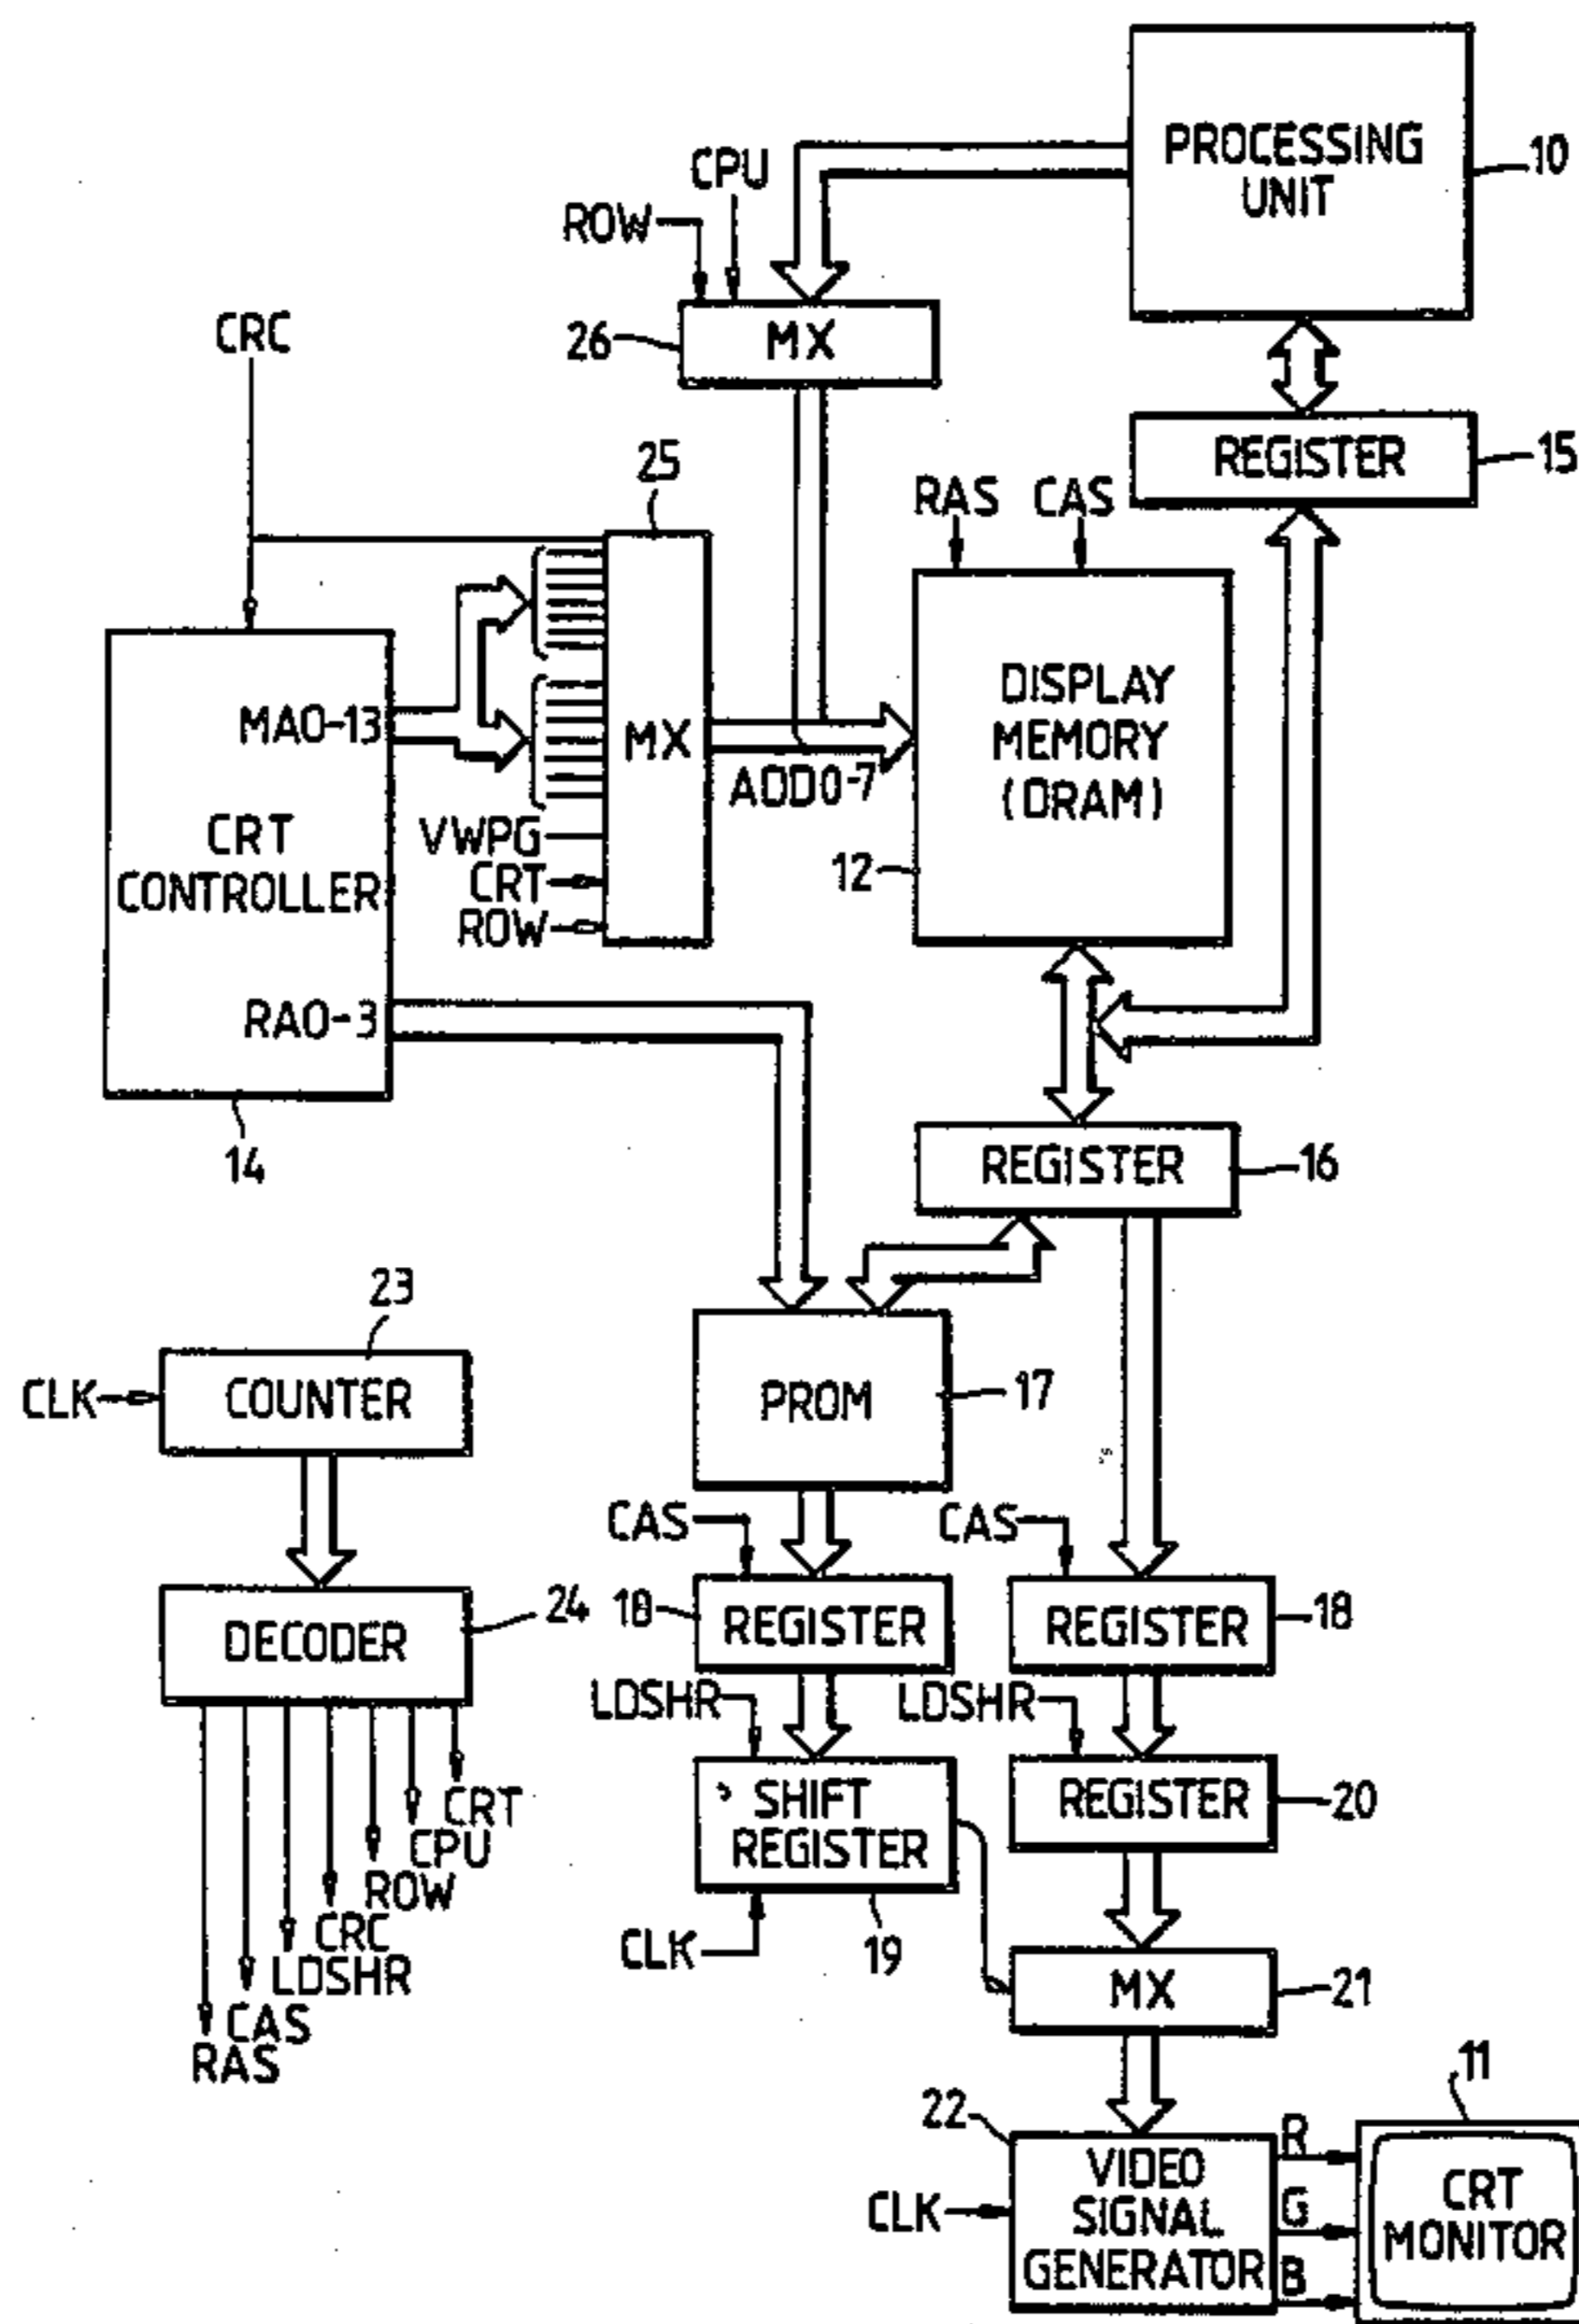 PROCESSING
UNIT
10
CPU
ROW
MX
26
CRC
REGISTER
15
25
RAS
CAS
MA0-13
MX
ADD0-7
DISPLAY
MEMORY
(DRAM)
12
CRT
CONTROLLER
VWPG
CRT
ROW
RA0-3
14
REGISTER
16
23
CLK
COUNTER
PROM
17
CAS
CAS
DECODER
24
18
REGISTER
REGISTER
18
LDSHR
LDSHR
SHIFT
REGISTER
REGISTER
20
CRT
CPU
ROW
CRC
LDSHR
CAS
RAS
CLK
19
MX
21
11
22
VIDEO
SIGNAL
GENERATOR
CLK
R
G
B
CRT
MONITOR